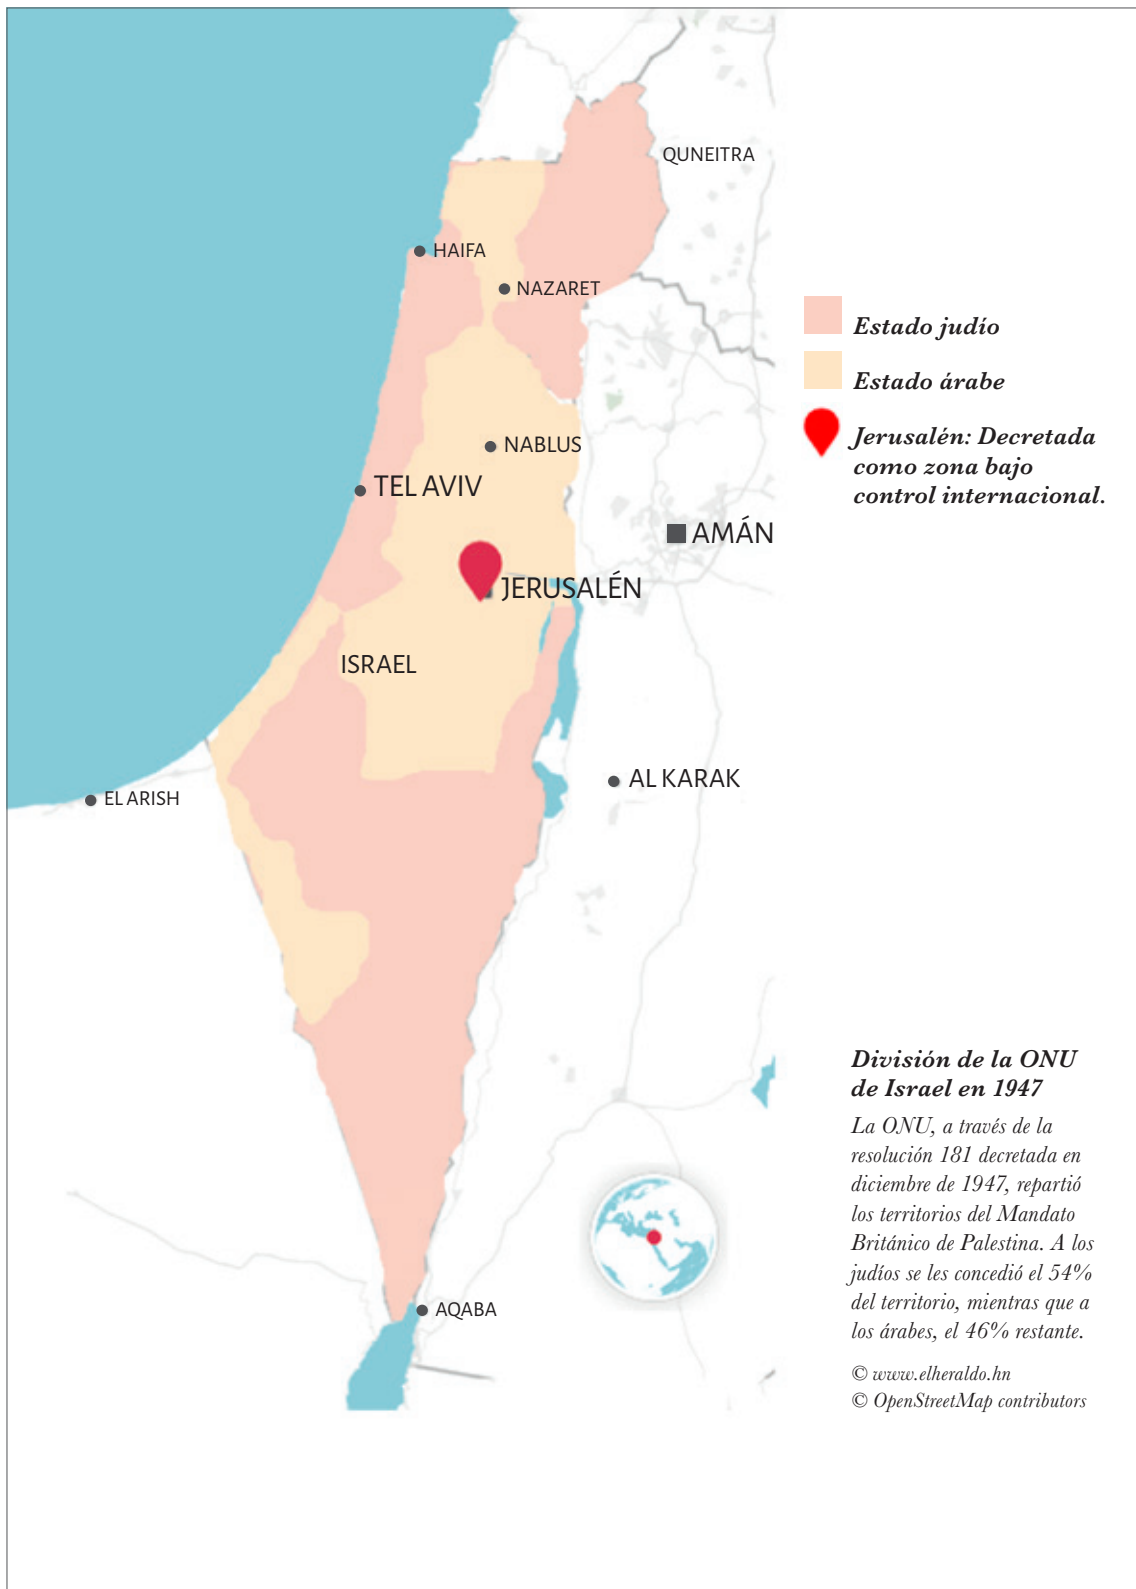 QUNEITRA
HAIFA
NAZARET
Estado judío
Estado árabe
Jerusalén: Decretada
como zona bajo
control internacional.
NABLUS
TEL AVIV
AMÁN
JERUSALÉN
ISRAEL
AL KARAK
EL ARISH
AQABA
División de la ONU
de Israel en 1947
La ONU, a través de la
resolución 181 decretada en
diciembre de 1947, repartió
los territorios del Mandato
Británico de Palestina. A los
judíos se les concedió el 54%
del territorio, mientras que a
los árabes, el 46% restante.
© www.elheraldo.hn
© OpenStreetMap contributors